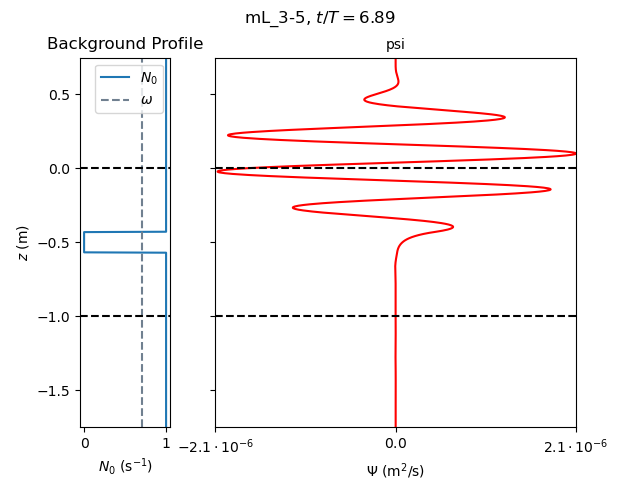 mL_3-5, t/T = 6.89
Background Profile
psi
N₀
ω
z (m)
0.5
0.0
−0.5
−1.0
−1.5
0
1
N₀ (s⁻¹)
−2.1 · 10⁻⁶
0.0
2.1 · 10⁻⁶
Ψ (m²/s)